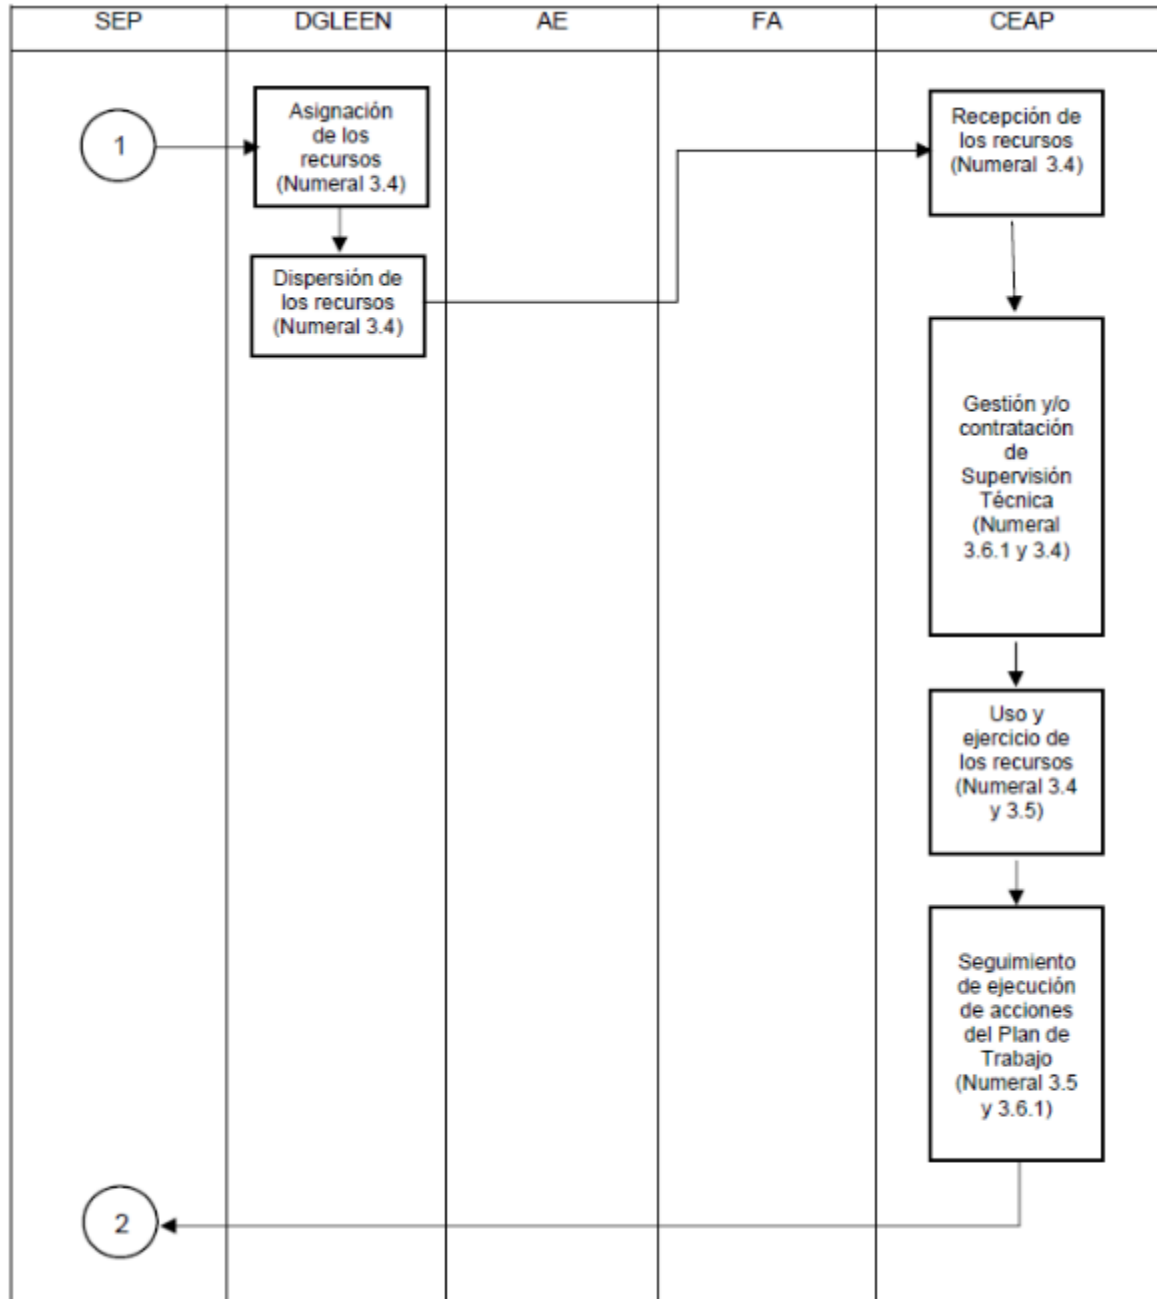 SEP DGLEEN AE FA CEAP
1
Asignación
de los
recursos
(Numeral 3.4)
Dispersión de
los recursos
(Numeral 3.4)
Recepción de
los recursos
(Numeral 3.4)
Gestión y/o
contratación
de
Supervisión
Técnica
(Numeral
3.6.1 y 3.4)
Uso y
ejercicio de
los recursos
(Numeral 3.4
y 3.5)
Seguimiento
de ejecución
de acciones
del Plan de
Trabajo
(Numeral 3.5
y 3.6.1)
2